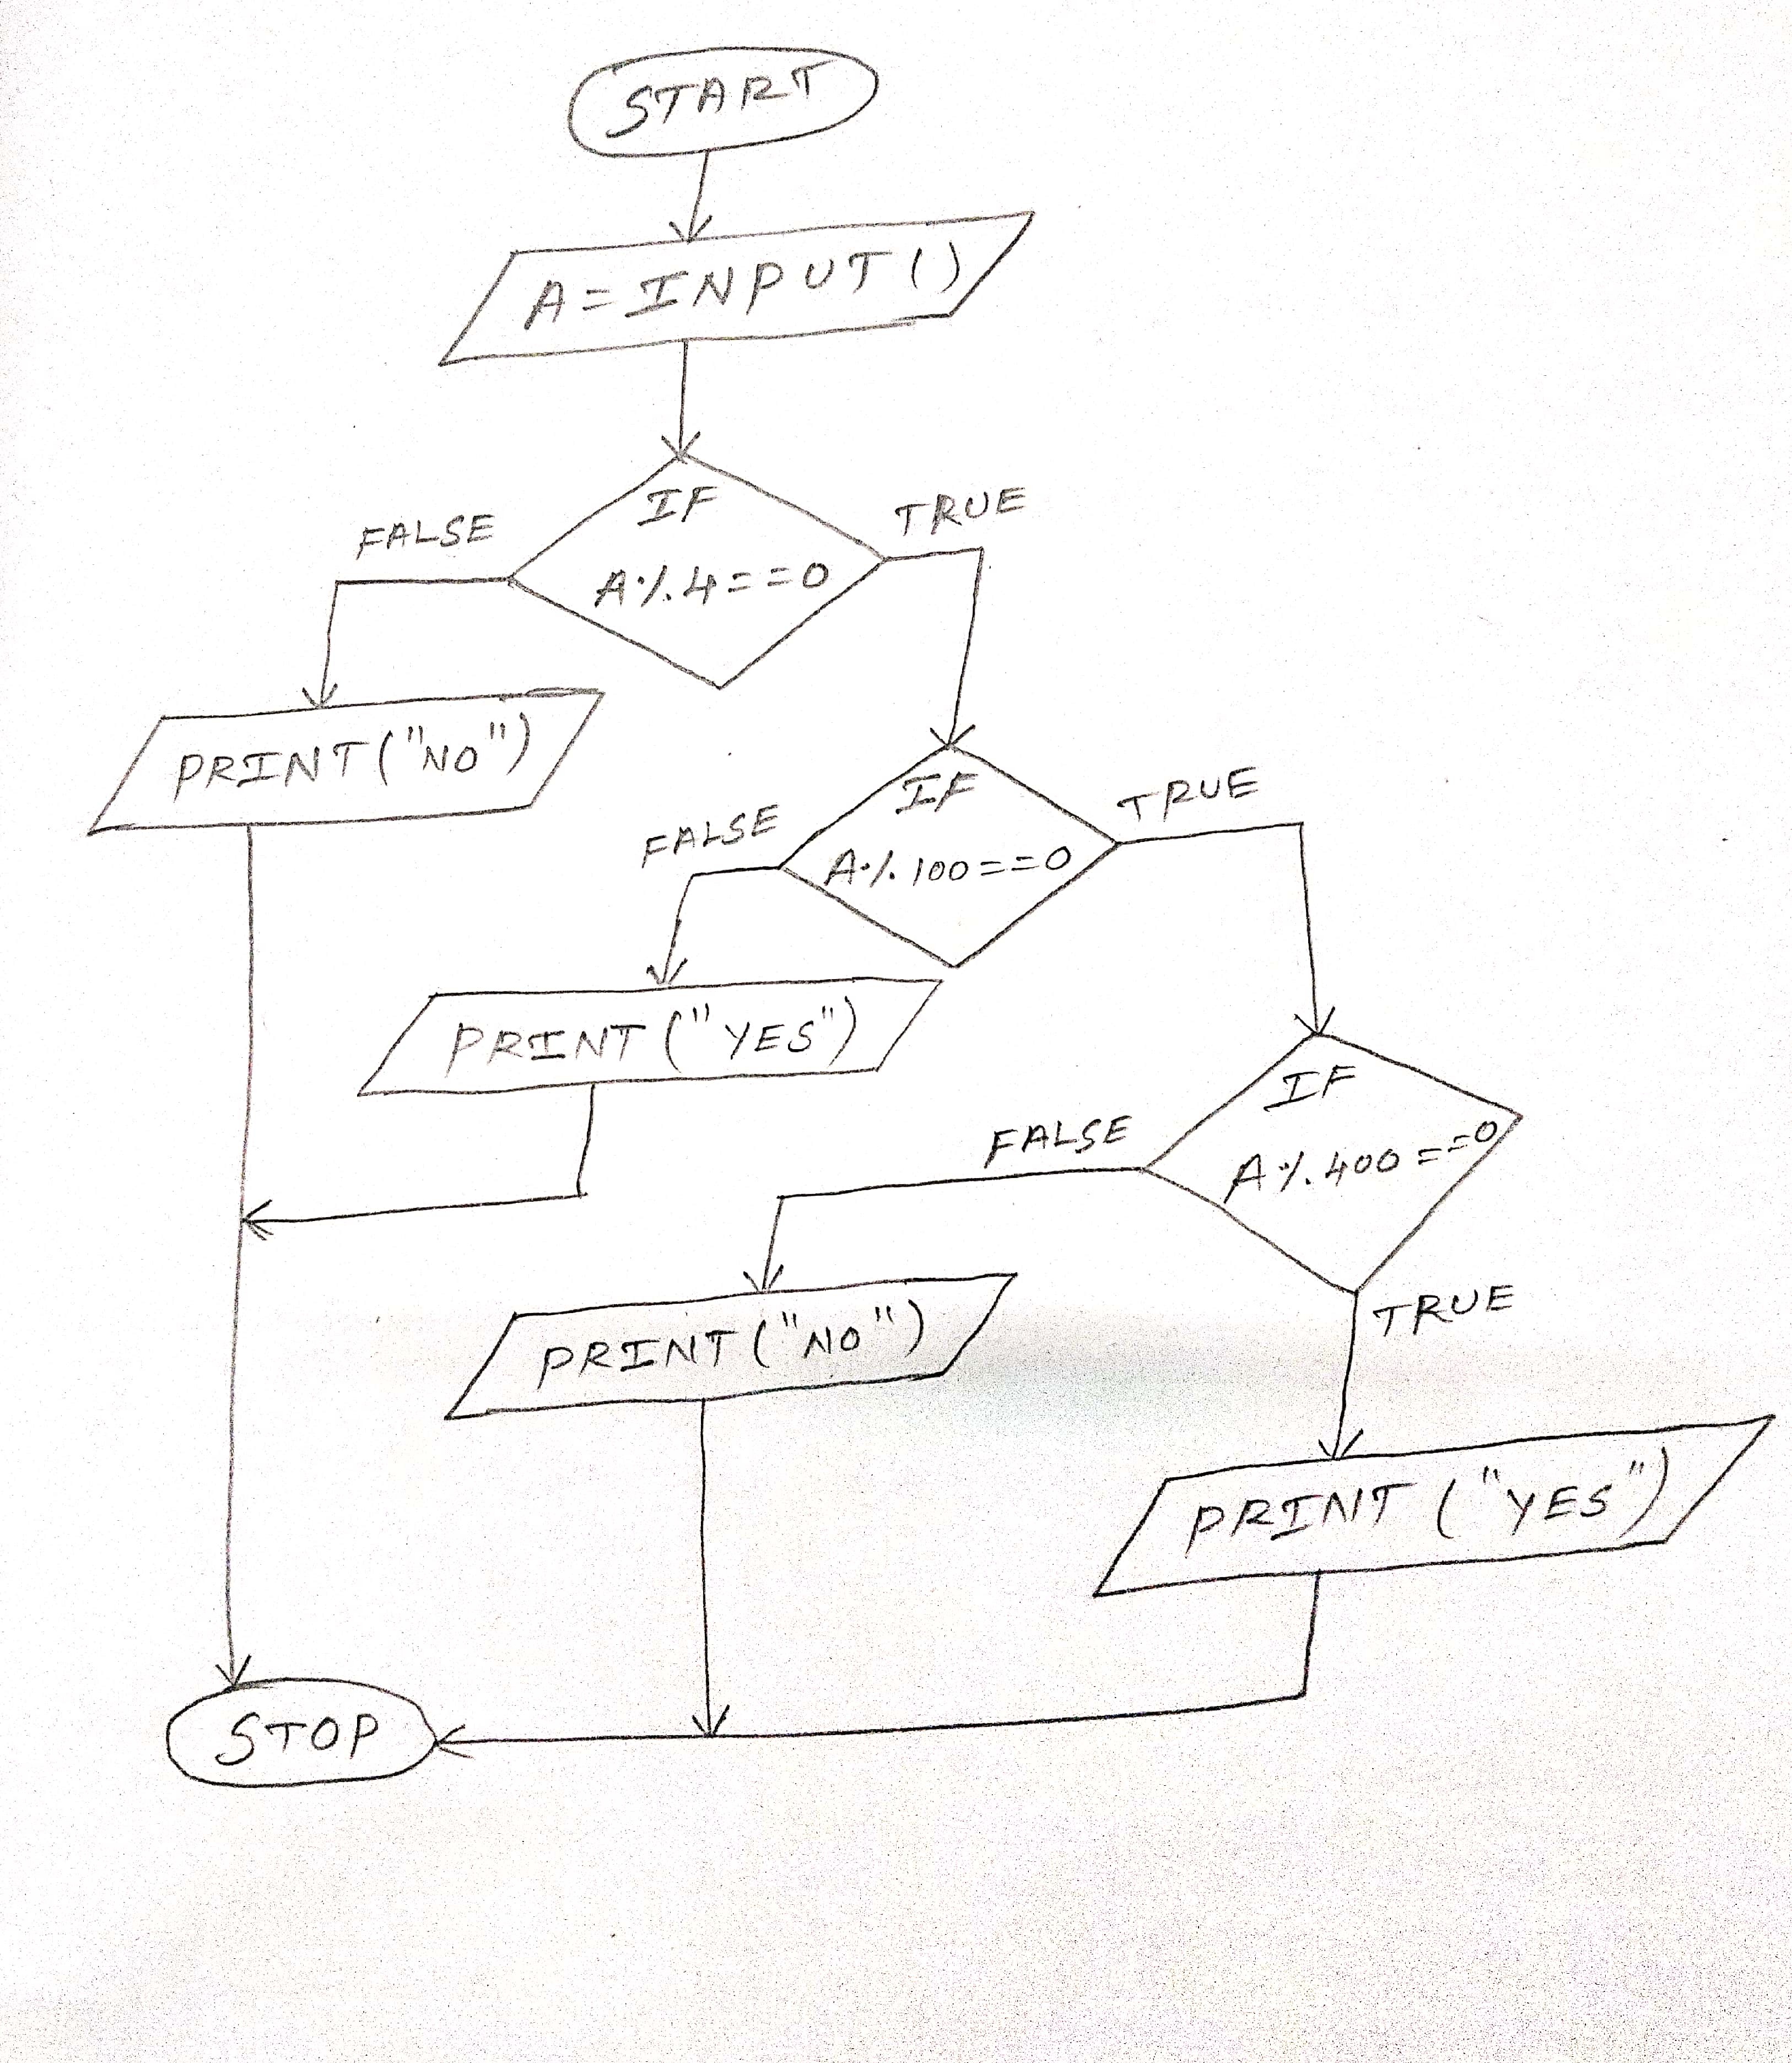 START
A=INPUT()
IF
A%4==0
FALSE
TRUE
PRINT("NO")
IF
A%100==0
FALSE
TRUE
PRINT("YES")
IF
A%400==0
FALSE
TRUE
PRINT("NO")
PRINT("YES")
STOP